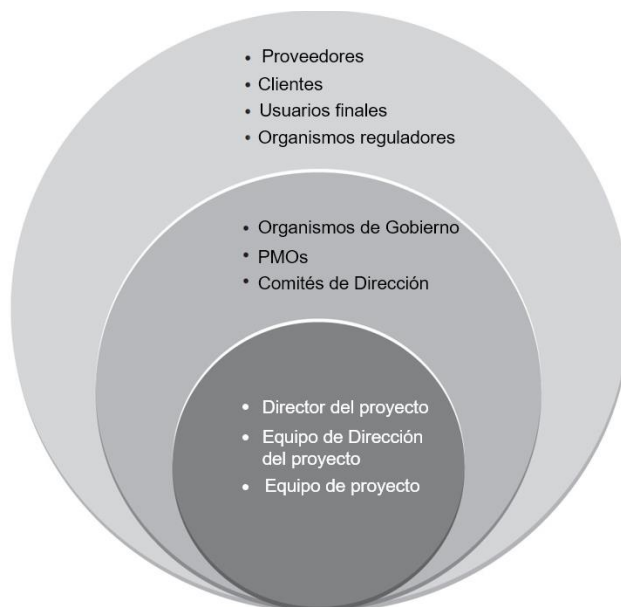 • Proveedores
• Clientes
• Usuarios finales
• Organismos reguladores
• Organismos de Gobierno
• PMOs
• Comités de Dirección
• Director del proyecto
• Equipo de Dirección
del proyecto
• Equipo de proyecto